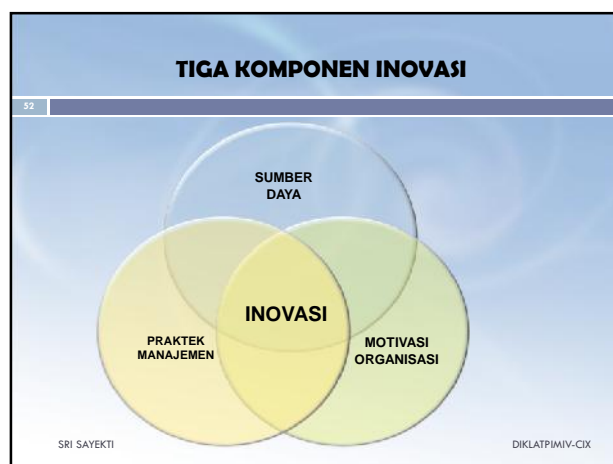 TIGA KOMPONEN INOVASI
52
SUMBER
DAYA
INOVASI
PRAKTEK
MANAJEMEN
MOTIVASI
ORGANISASI
SRI SAYEKTI
DIKLATPIMIV-CIX